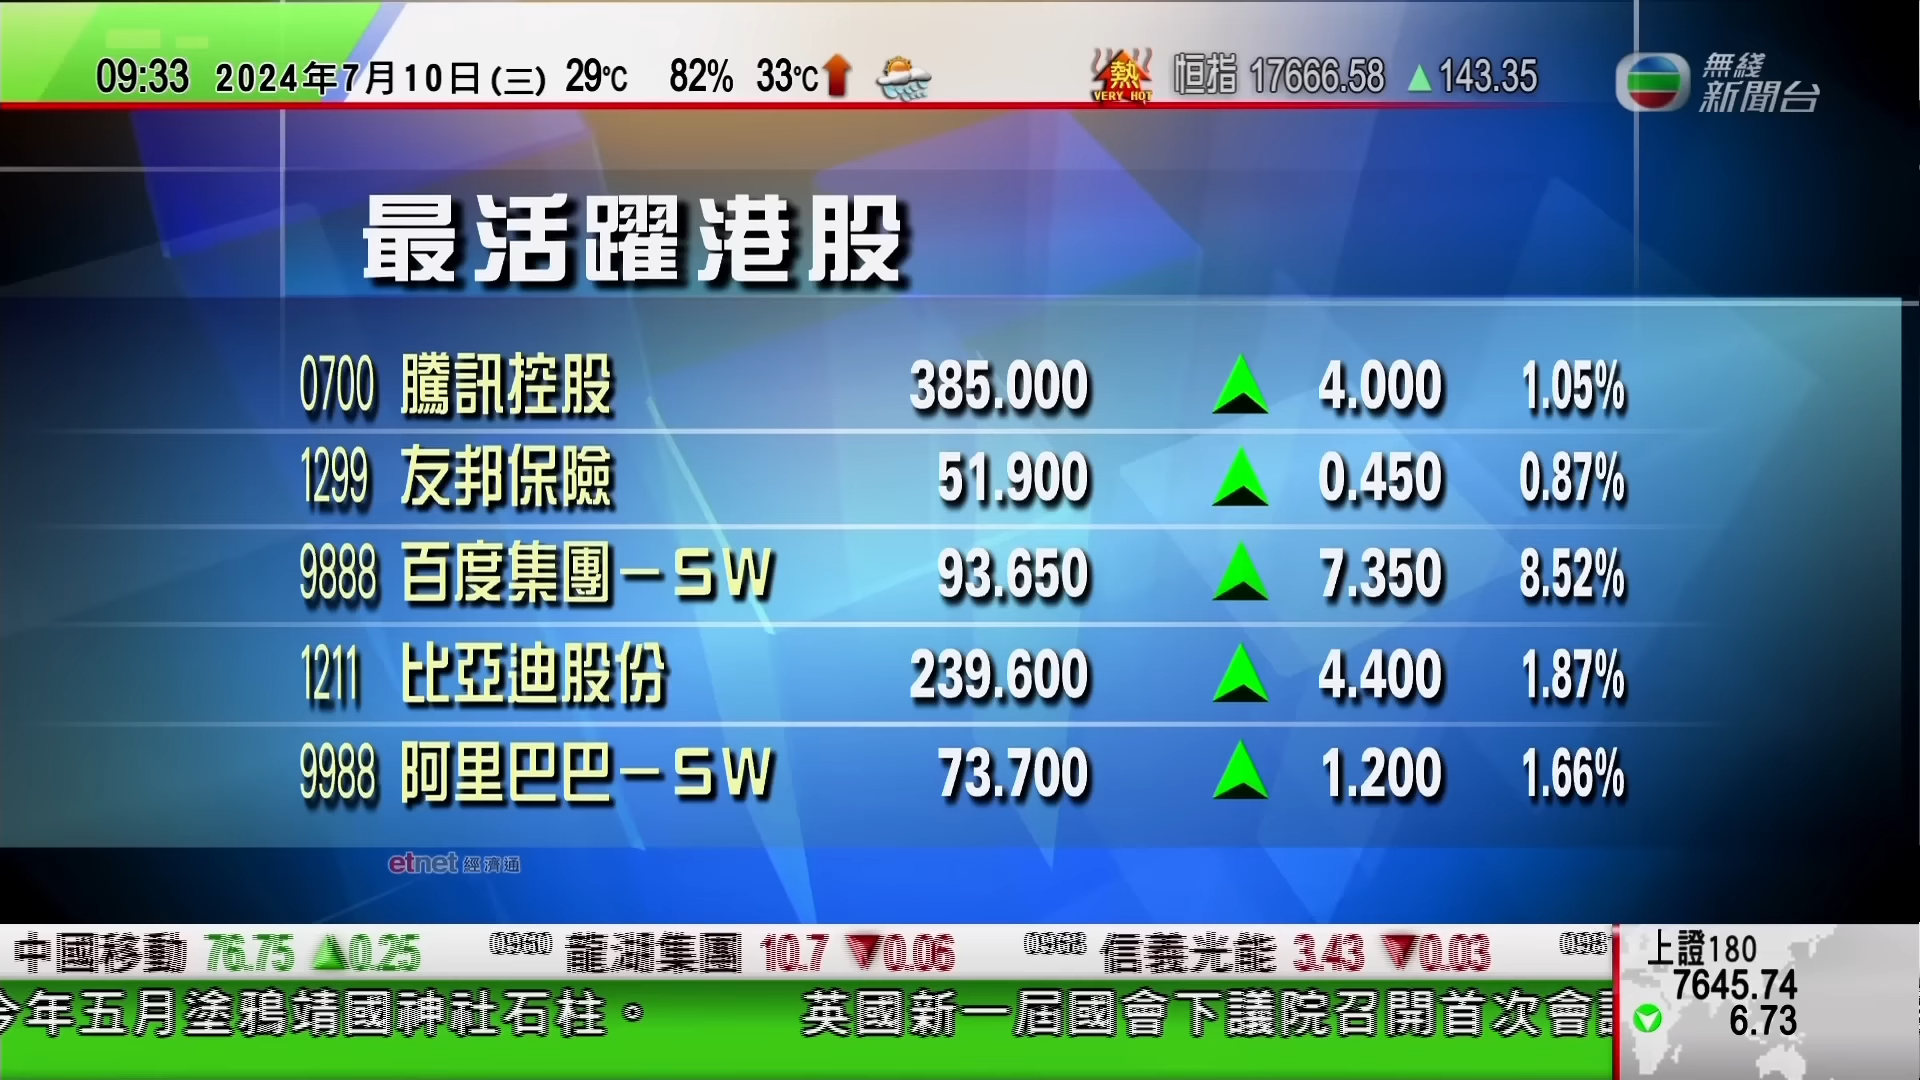 09:33 2024年7月10日(三) 29℃ 82% 33℃ 熱 VERY HOT 恒指 17666.58 ▲143.35
無綫
新聞台
最活躍港股
0700 騰訊控股 385.000 ▲ 4.000 1.05%
1299 友邦保險 51.900 ▲ 0.450 0.87%
9888 百度集團－SW 93.650 ▲ 7.350 8.52%
1211 比亞迪股份 239.600 ▲ 4.400 1.87%
9988 阿里巴巴－SW 73.700 ▲ 1.200 1.66%
etnet 經濟通
中國移動 76.75 ▲0.25 0960 龍湖集團 10.7 ▼0.06 0968 信義光能 3.43 ▼0.03
今年五月塗鴉靖國神社石柱。 英國新一屆國會下議院召開首次會
上證180
7645.74
▼ 6.73